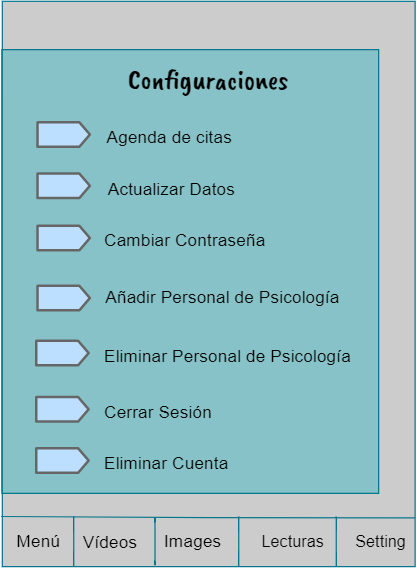 Configuraciones
Agenda de citas
Actualizar Datos
Cambiar Contraseña
Añadir Personal de Psicología
Eliminar Personal de Psicología
Cerrar Sesión
Eliminar Cuenta
Menú Vídeos Images Lecturas Setting